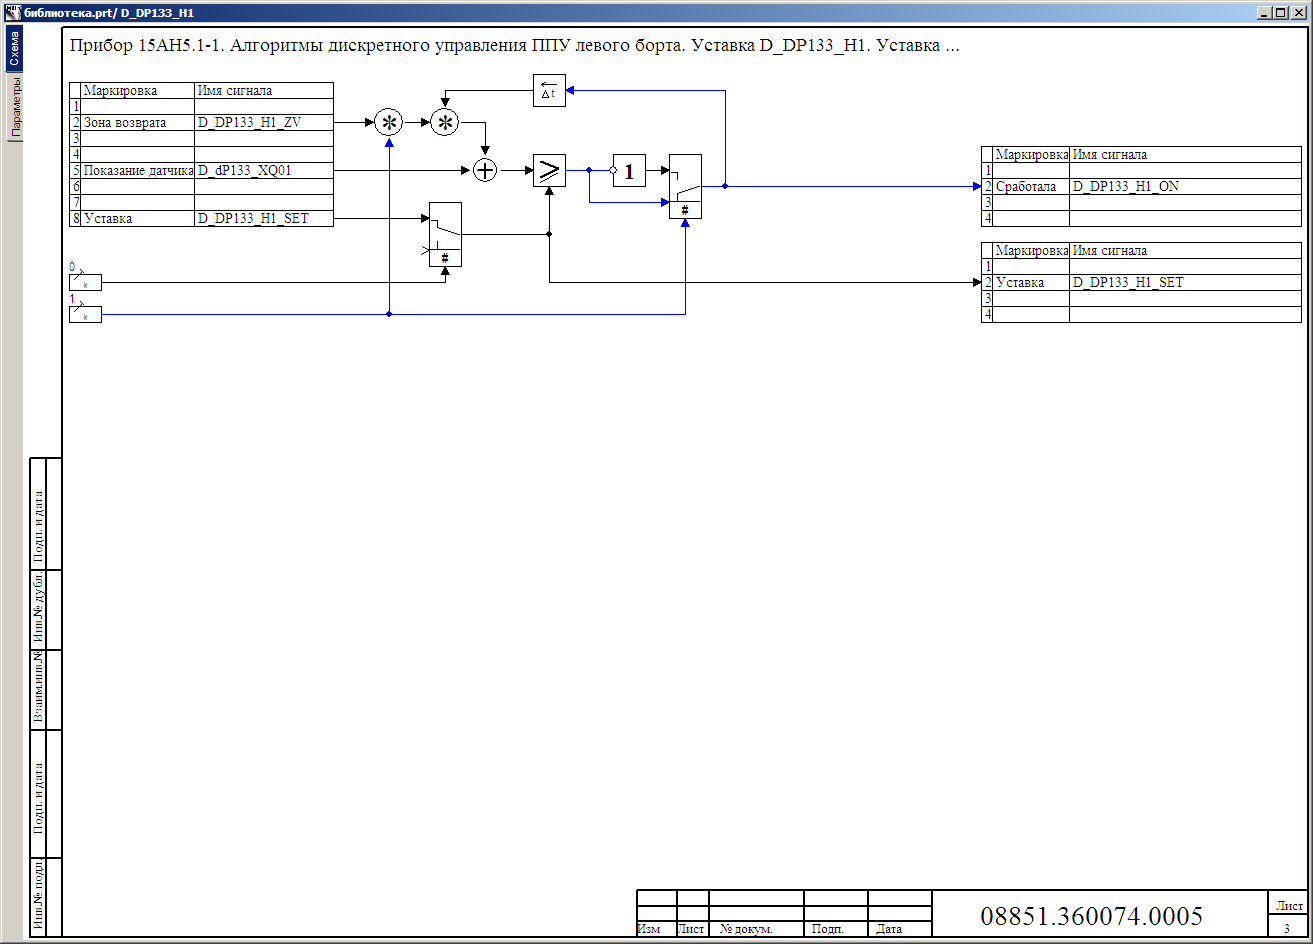 библиотека.prt/ D_DP133_H1
Схема
Параметры
Прибор 15АН5.1-1. Алгоритмы дискретного управления ППУ левого борта. Уставка D_DP133_H1. Уставка ...
Маркировка Имя сигнала
1
2 Зона возврата D_DP133_H1_ZV
3
4
5 Показание датчика D_dP133_XQ01
6
7
8 Уставка D_DP133_H1_SET
* * Δt
+ ≥ 1 #
#
0
k
1
k
Маркировка Имя сигнала
1
2 Сработала D_DP133_H1_ON
3
4
Маркировка Имя сигнала
1
2 Уставка D_DP133_H1_SET
3
4
Подп. и дата
Инв.№ дубл.
Взаим.инв.№
Подп. и дата
Инв.№ подл.
Изм Лист № докум. Подп. Дата
08851.360074.0005
Лист
3